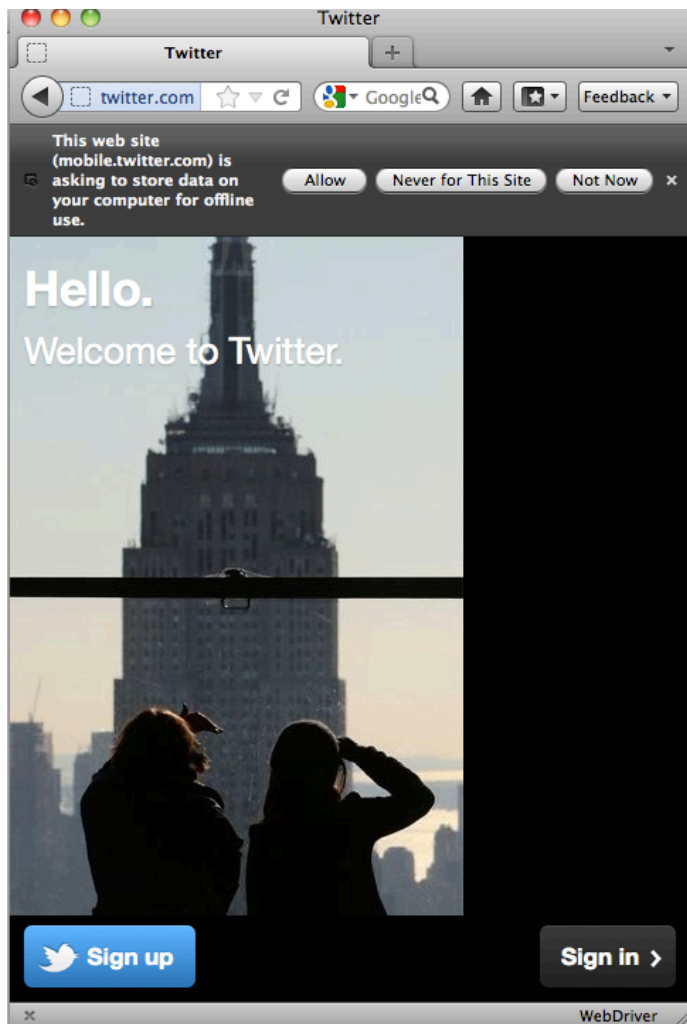 Twitter
Twitter
twitter.com Google Feedback
This web site
(mobile.twitter.com) is
asking to store data on
your computer for offline
use.
Allow Never for This Site Not Now
Hello.
Welcome to Twitter.
Sign up Sign in
WebDriver